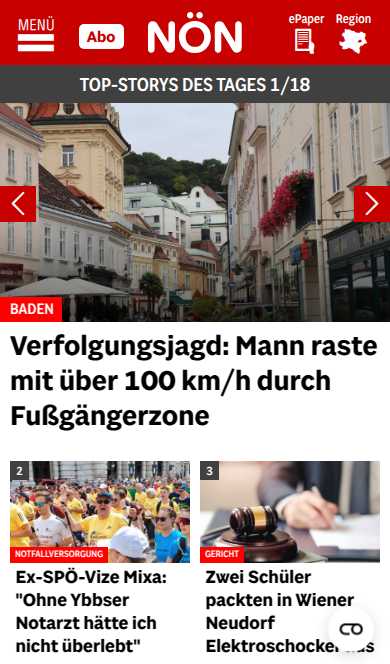 MENÜ
Abo
NÖN
ePaper
Region
TOP-STORYS DES TAGES 1/18
BADEN
Verfolgungsjagd: Mann raste
mit über 100 km/h durch
Fußgängerzone
2
NOTFALLVERSORGUNG
Ex-SPÖ-Vize Mixa:
"Ohne Ybbser
Notarzt hätte ich
nicht überlebt"
3
GERICHT
Zwei Schüler
packten in Wiener
Neudorf
Elektroschocker aus